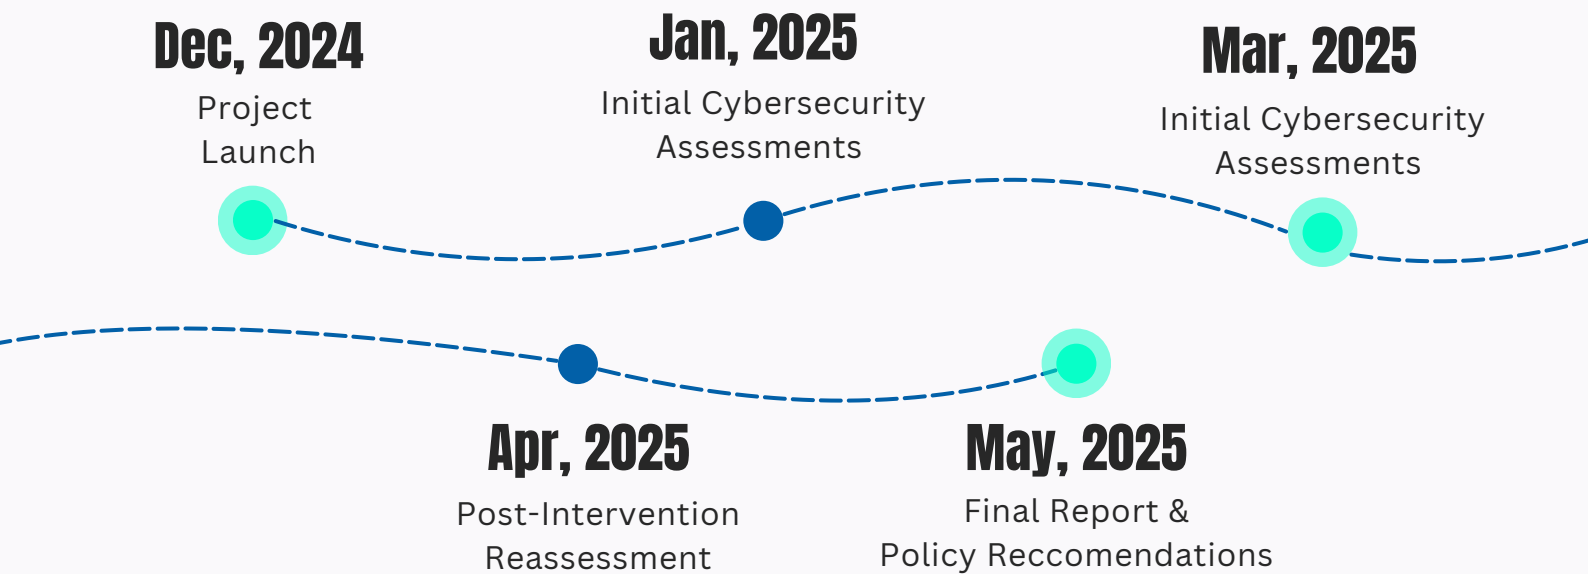 Dec, 2024
Project
Launch
Jan, 2025
Initial Cybersecurity
Assessments
Mar, 2025
Initial Cybersecurity
Assessments
Apr, 2025
Post-Intervention
Reassessment
May, 2025
Final Report &
Policy Reccomendations